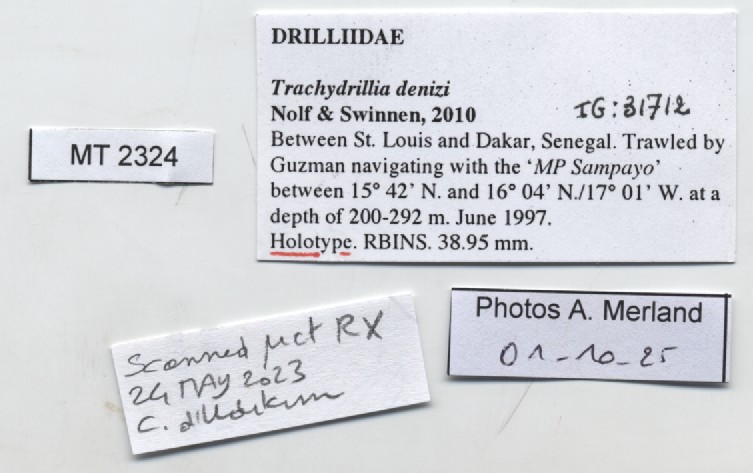 DRILLIIDAE
Trachydrillia denizi
Nolf & Swinnen, 2010
IG:31712
Between St. Louis and Dakar, Senegal. Trawled by
Guzman navigating with the ‘MP Sampayo’
between 15° 42’ N. and 16° 04’ N./17° 01’ W. at a
depth of 200-292 m. June 1997.
Holotype. RBINS. 38.95 mm.
MT 2324
Scanned μct RX
24 MAY 2023
C.
Photos A. Merland
01-10-25